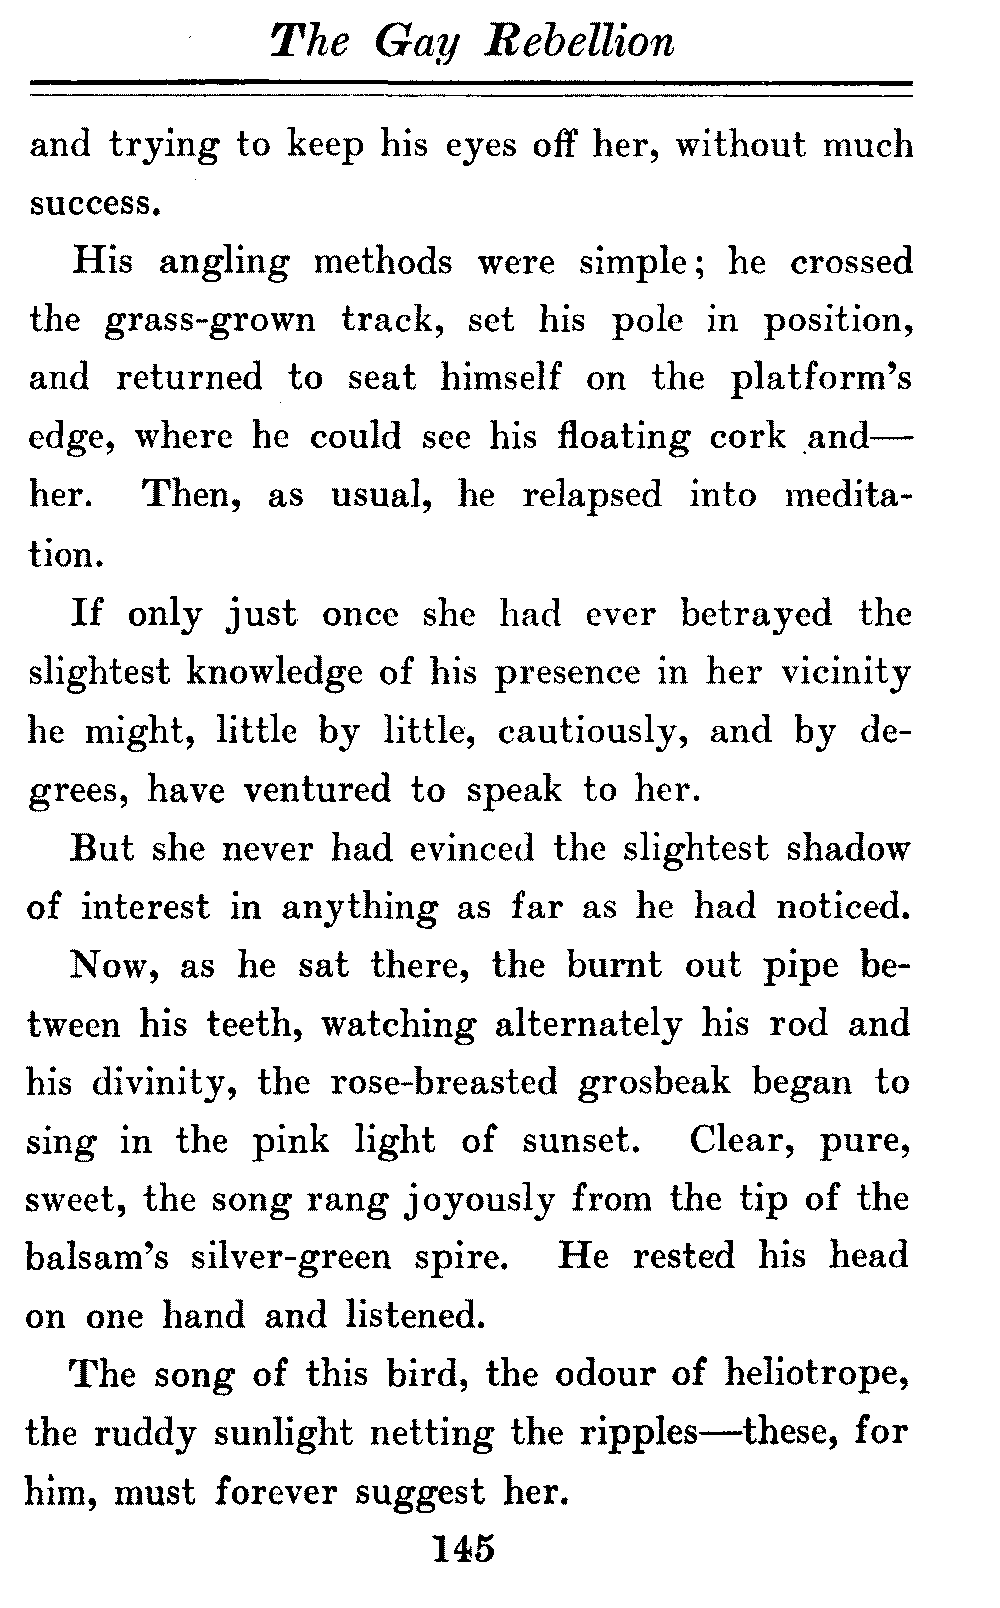 The Gay Rebellion
and trying to keep his eyes off her, without much
success.
His angling methods were simple; he crossed
the grass-grown track, set his pole in position,
and returned to seat himself on the platform's
edge, where he could see his floating cork and—
her. Then, as usual, he relapsed into medita-
tion.
If only just once she had ever betrayed the
slightest knowledge of his presence in her vicinity
he might, little by little, cautiously, and by de-
grees, have ventured to speak to her.
But she never had evinced the slightest shadow
of interest in anything as far as he had noticed.
Now, as he sat there, the burnt out pipe be-
tween his teeth, watching alternately his rod and
his divinity, the rose-breasted grosbeak began to
sing in the pink light of sunset. Clear, pure,
sweet, the song rang joyously from the tip of the
balsam's silver-green spire. He rested his head
on one hand and listened.
The song of this bird, the odour of heliotrope,
the ruddy sunlight netting the ripples—these, for
him, must forever suggest her.
145